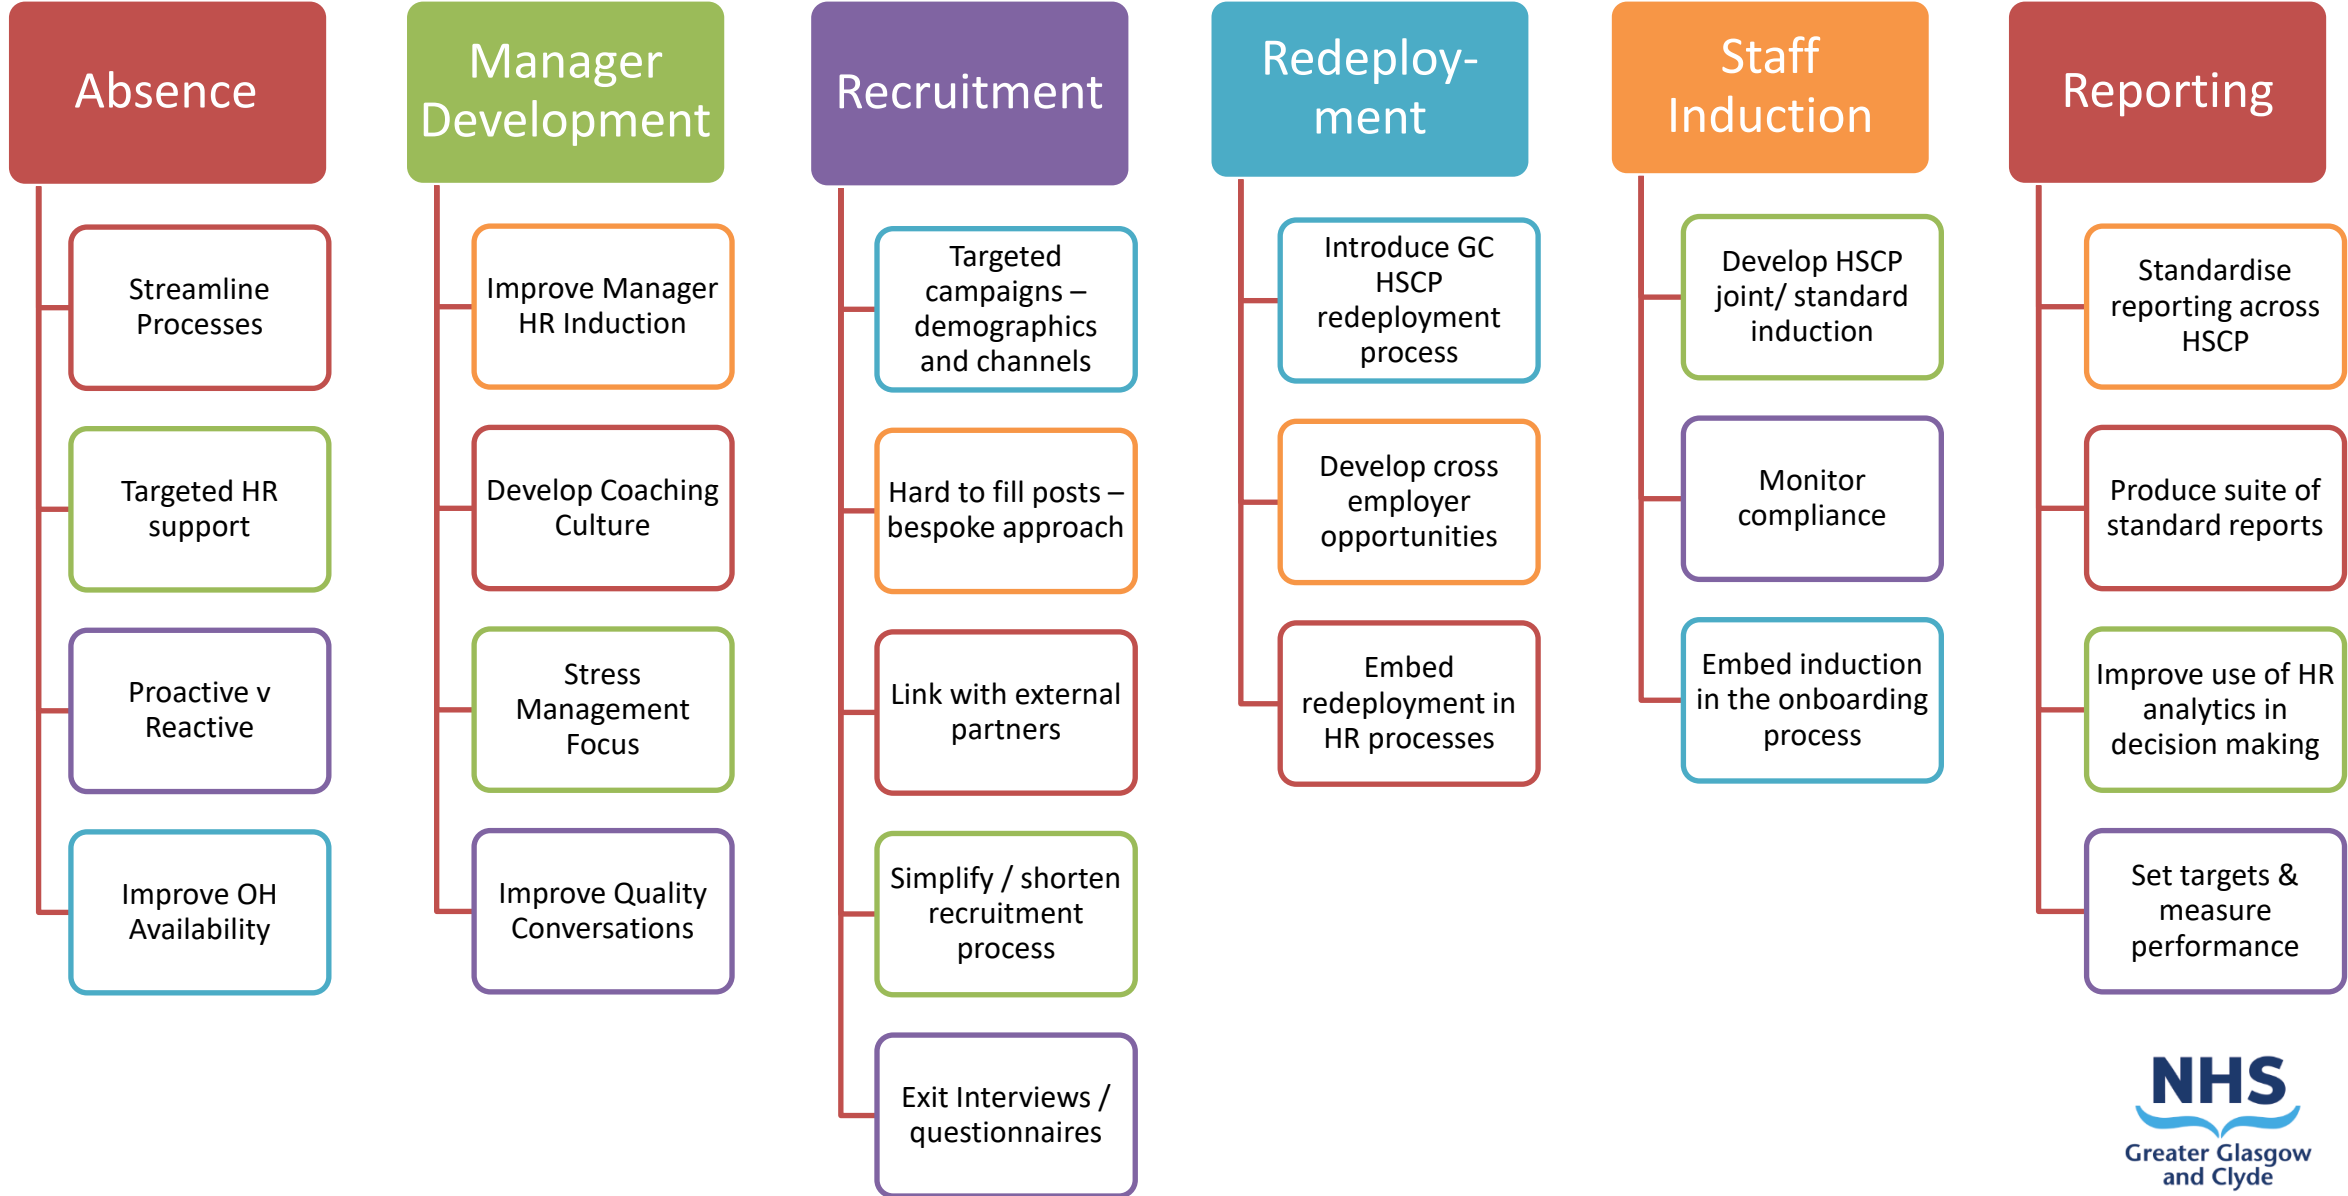 Absence
Streamline
Processes
Targeted HR
support
Proactive v
Reactive
Improve OH
Availability
Manager
Development
Improve Manager
HR Induction
Develop Coaching
Culture
Stress
Management
Focus
Improve Quality
Conversations
Recruitment
Targeted
campaigns –
demographics
and channels
Hard to fill posts –
bespoke approach
Link with external
partners
Simplify / shorten
recruitment
process
Exit Interviews /
questionnaires
Redeploy-
ment
Introduce GC
HSCP
redeployment
process
Develop cross
employer
opportunities
Embed
redeployment in
HR processes
Staff
Induction
Develop HSCP
joint/ standard
induction
Monitor
compliance
Embed induction
in the onboarding
process
Reporting
Standardise
reporting across
HSCP
Produce suite of
standard reports
Improve use of HR
analytics in
decision making
Set targets &
measure
performance
NHS
Greater Glasgow
and Clyde